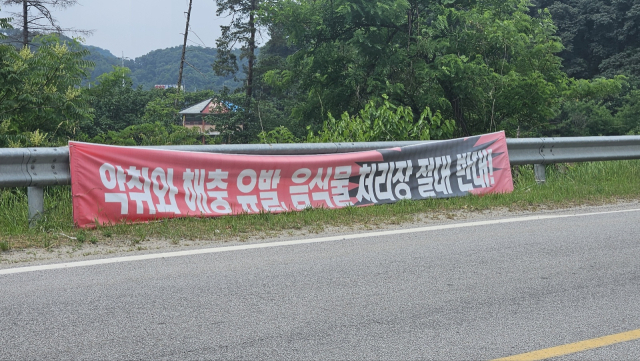 악취와 해충 유발, 음식물 처리장 절대 반대!